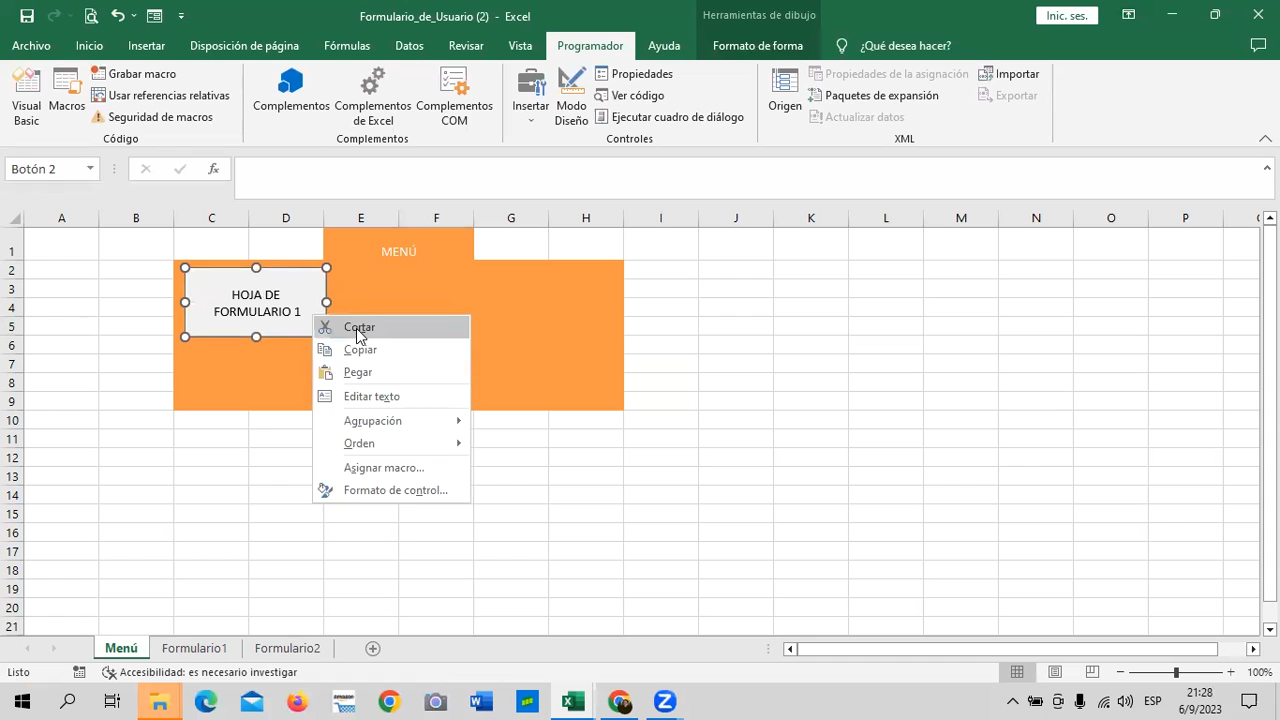 Formulario_de_Usuario (2) - Excel
Herramientas de dibujo
Inic. ses.
Archivo
Inicio
Insertar
Disposición de página
Fórmulas
Datos
Revisar
Vista
Programador
Ayuda
Formato de forma
¿Qué desea hacer?
Visual
Basic
Macros
Grabar macro
Usar referencias relativas
Seguridad de macros
Código
Complementos
Complementos
de Excel
Complementos
COM
Complementos
Insertar
Modo
Diseño
Propiedades
Ver código
Ejecutar cuadro de diálogo
Controles
Origen
Propiedades de la asignación
Paquetes de expansión
Actualizar datos
Importar
Exportar
XML
Botón 2
fx
A B C D E F G H I J K L M N O P
1
2
3
4
5
6
7
8
9
10
11
12
13
14
15
16
17
18
19
20
21
MENÚ
HOJA DE
FORMULARIO 1
Cortar
Copiar
Pegar
Editar texto
Agrupación
Orden
Asignar macro...
Formato de control...
Menú
Formulario1
Formulario2
Listo
Accesibilidad: es necesario investigar
100%
ESP
21:28
6/9/2023